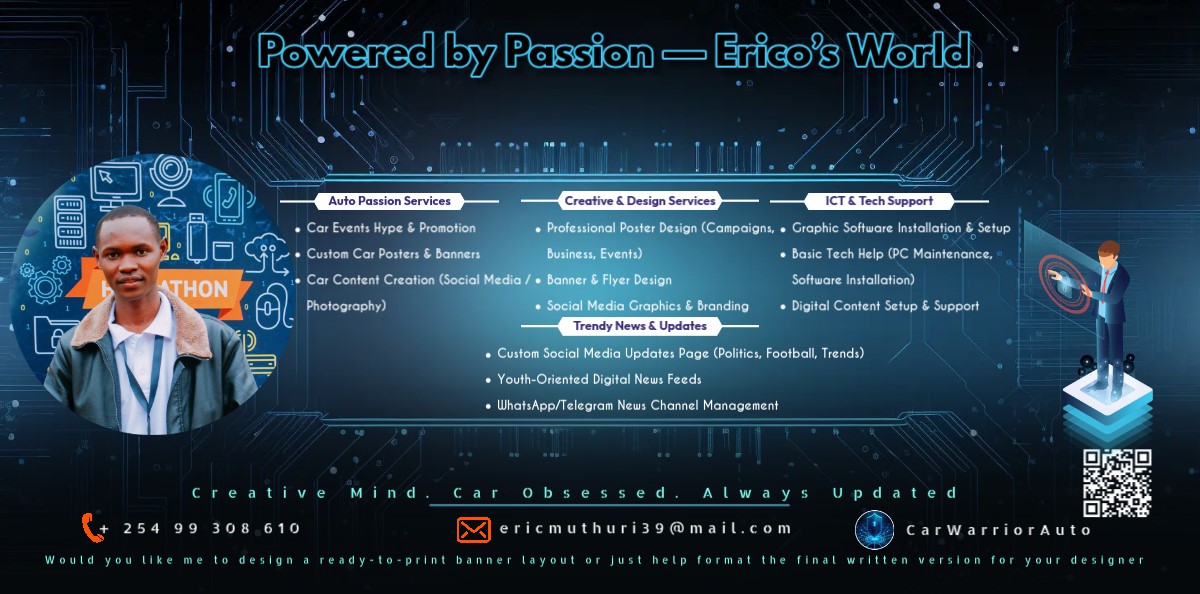 Powered by Passion — Erico's World
Auto Passion Services
• Car Events Hype & Promotion
• Custom Car Posters & Banners
• Car Content Creation (Social Media /
Photography)
Creative & Design Services
• Professional Poster Design (Campaigns,
Business, Events)
• Banner & Flyer Design
• Social Media Graphics & Branding
ICT & Tech Support
• Graphic Software Installation & Setup
• Basic Tech Help (PC Maintenance,
Software Installation)
• Digital Content Setup & Support
Trendy News & Updates
• Custom Social Media Updates Page (Politics, Football, Trends)
• Youth-Oriented Digital News Feeds
• WhatsApp/Telegram News Channel Management
Creative Mind. Car Obsessed. Always Updated
+ 254 99 308 610
ericmuthuri39@mail.com
CarWarriorAuto
Would you like me to design a ready-to-print banner layout or just help format the final written version for your designer